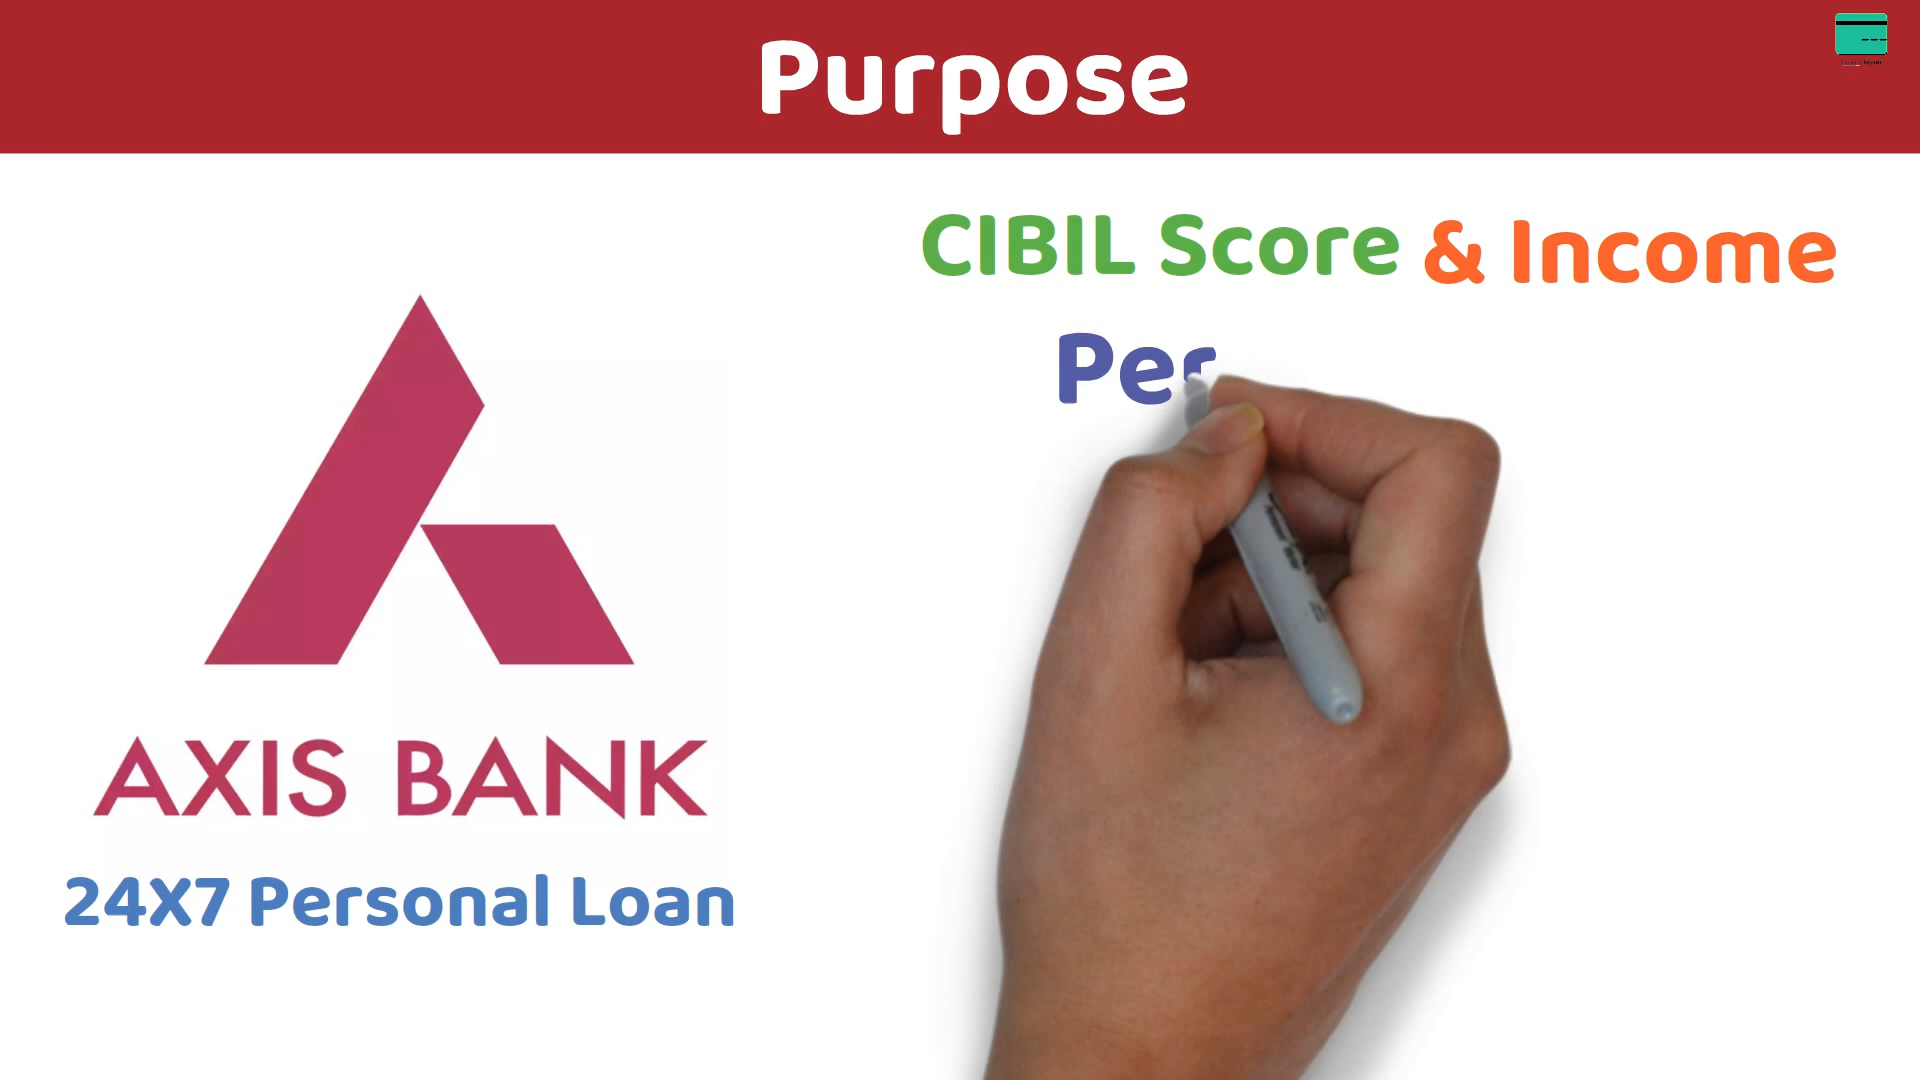 Purpose
CIBIL Score & Income
Per
AXIS BANK
24X7 Personal Loan